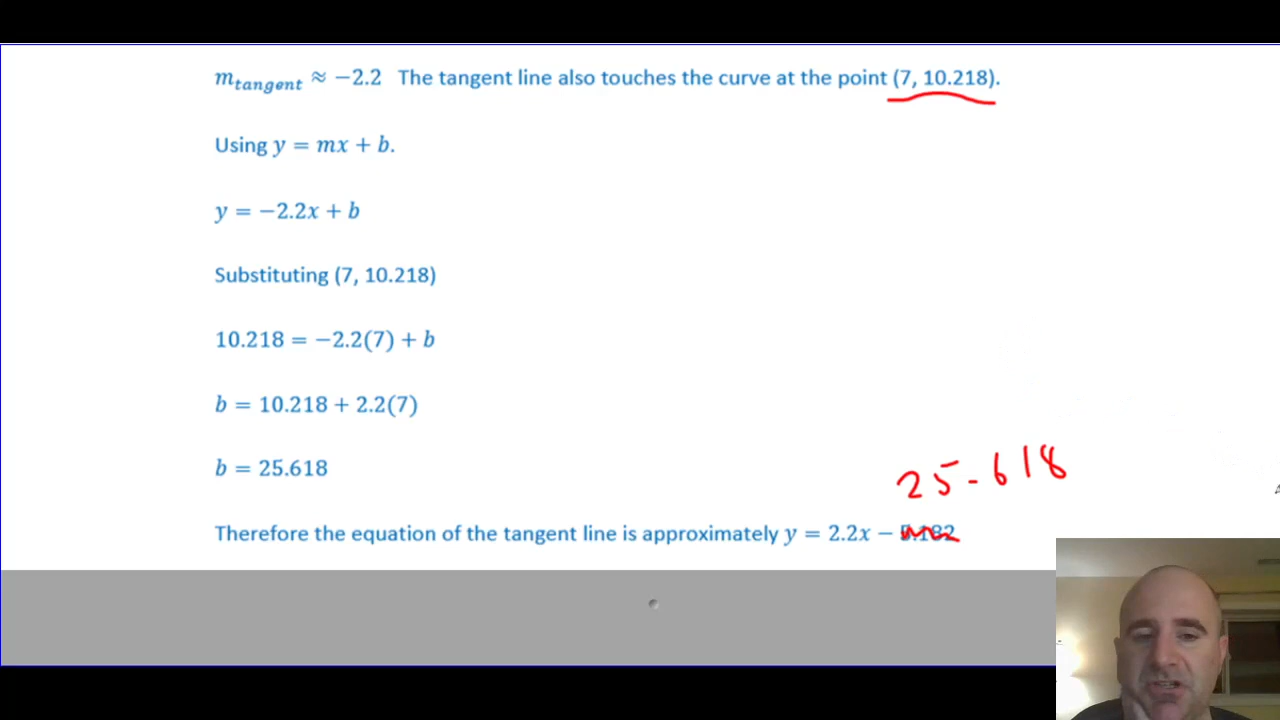 m_tangent ≈ −2.2 The tangent line also touches the curve at the point (7, 10.218).
Using y = mx + b.
y = −2.2x + b
Substituting (7, 10.218)
10.218 = −2.2(7) + b
b = 10.218 + 2.2(7)
b = 25.618
25.618
Therefore the equation of the tangent line is approximately y = 2.2x − 5.182